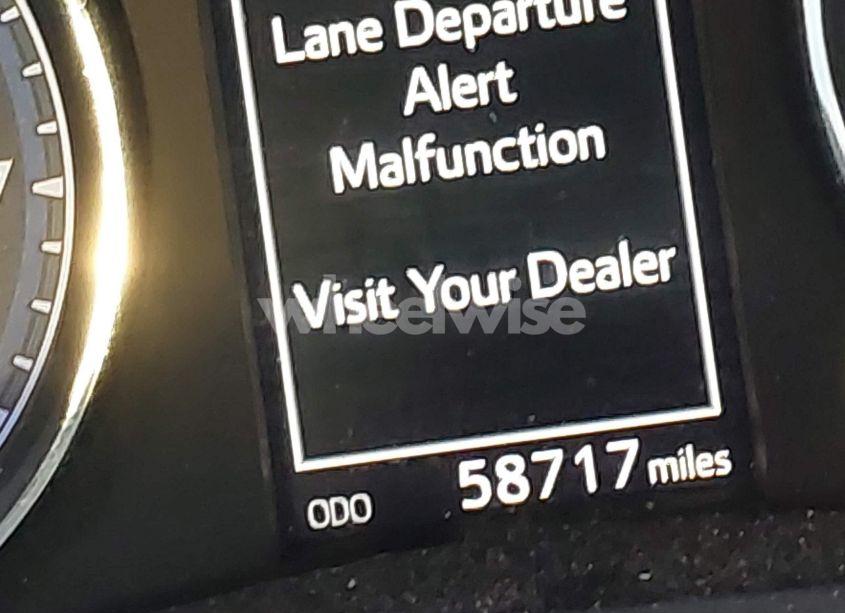 Lane Departure
Alert
Malfunction
Visit Your Dealer
wheelwise
ODO 58717 miles